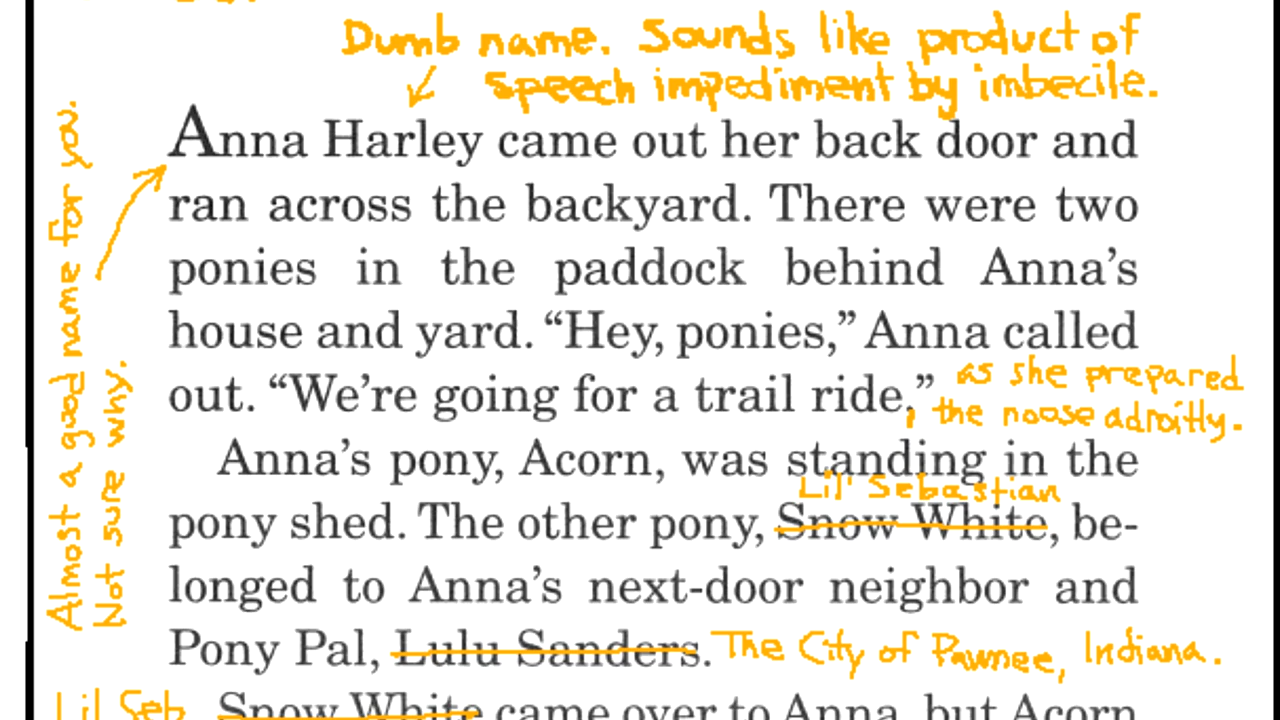 Dumb name. Sounds like product of
speech impediment by imbecile.
Almost a good name for you.
Not sure why.
Anna Harley came out her back door and
ran across the backyard. There were two
ponies in the paddock behind Anna's
house and yard. “Hey, ponies,” Anna called
out. “We're going for a trail ride,”
as she prepared
the noose adroitly.
Anna's pony, Acorn, was standing in the
Lil' Sebastian
pony shed. The other pony, Snow White, be-
longed to Anna's next-door neighbor and
Pony Pal, Lulu Sanders. The City of Pawnee, Indiana.
Lil Seb Snow White came over to Anna, but Acorn